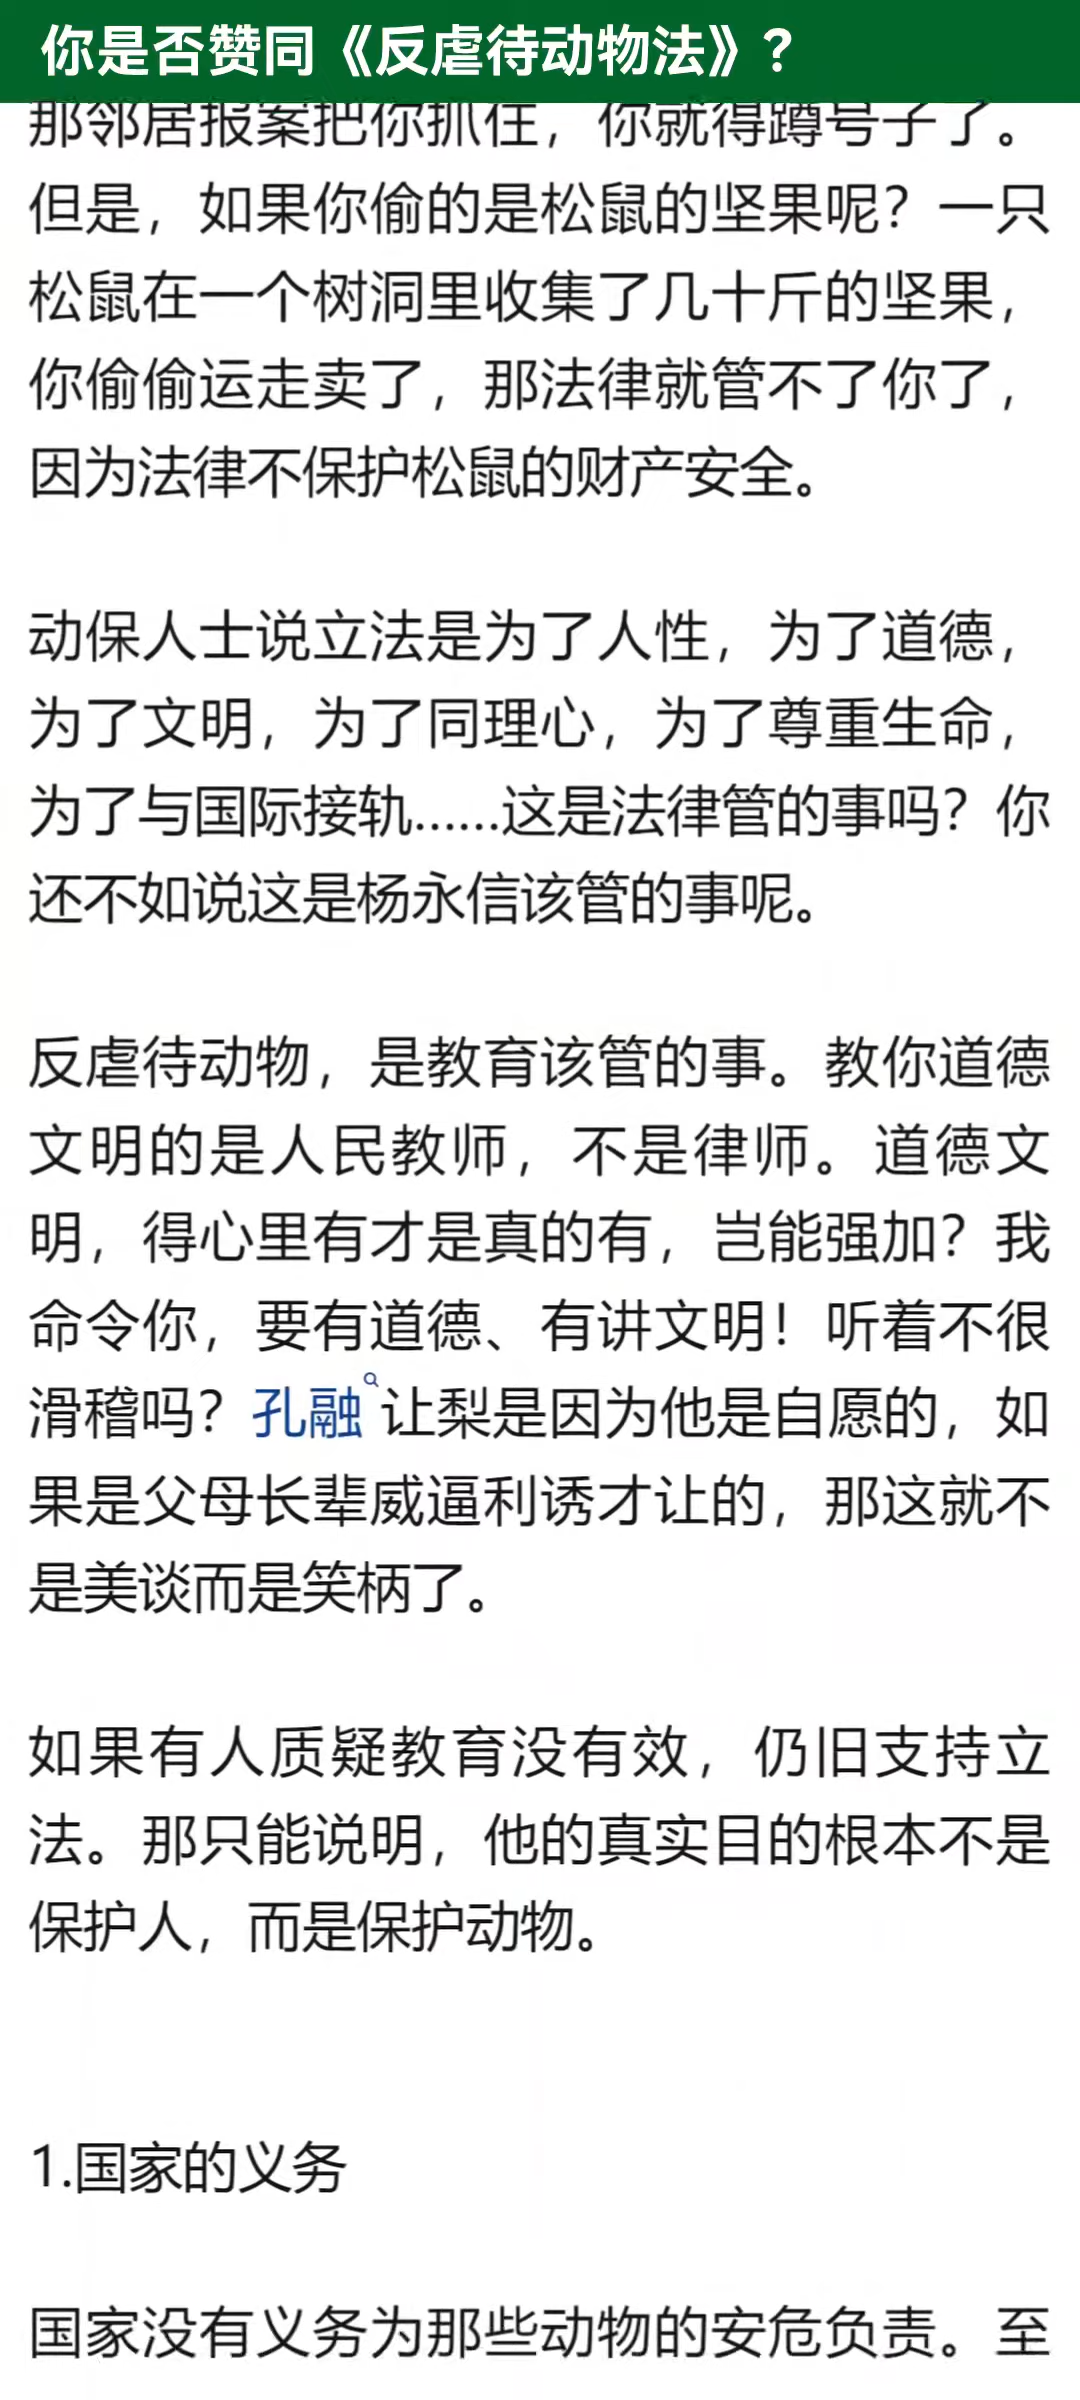 你是否赞同《反虐待动物法》?
那邻居报案把你抓住，你就得蹲号子了。
但是，如果你偷的是松鼠的坚果呢？一只
松鼠在一个树洞里收集了几十斤的坚果，
你偷偷运走卖了，那法律就管不了你了，
因为法律不保护松鼠的财产安全。
动保人士说立法是为了人性，为了道德，
为了文明，为了同理心，为了尊重生命，
为了与国际接轨……这是法律管的事吗？你
还不如说这是杨永信该管的事呢。
反虐待动物，是教育该管的事。教你道德
文明的是人民教师，不是律师。道德文
明，得心里有才是真的有，岂能强加？我
命令你，要有道德、有讲文明！听着不很
滑稽吗？孔融让梨是因为他是自愿的，如
果是父母长辈威逼利诱才让的，那这就不
是美谈而是笑柄了。
如果有人质疑教育没有效，仍旧支持立
法。那只能说明，他的真实目的根本不是
保护人，而是保护动物。
1.国家的义务
国家没有义务为那些动物的安危负责。至